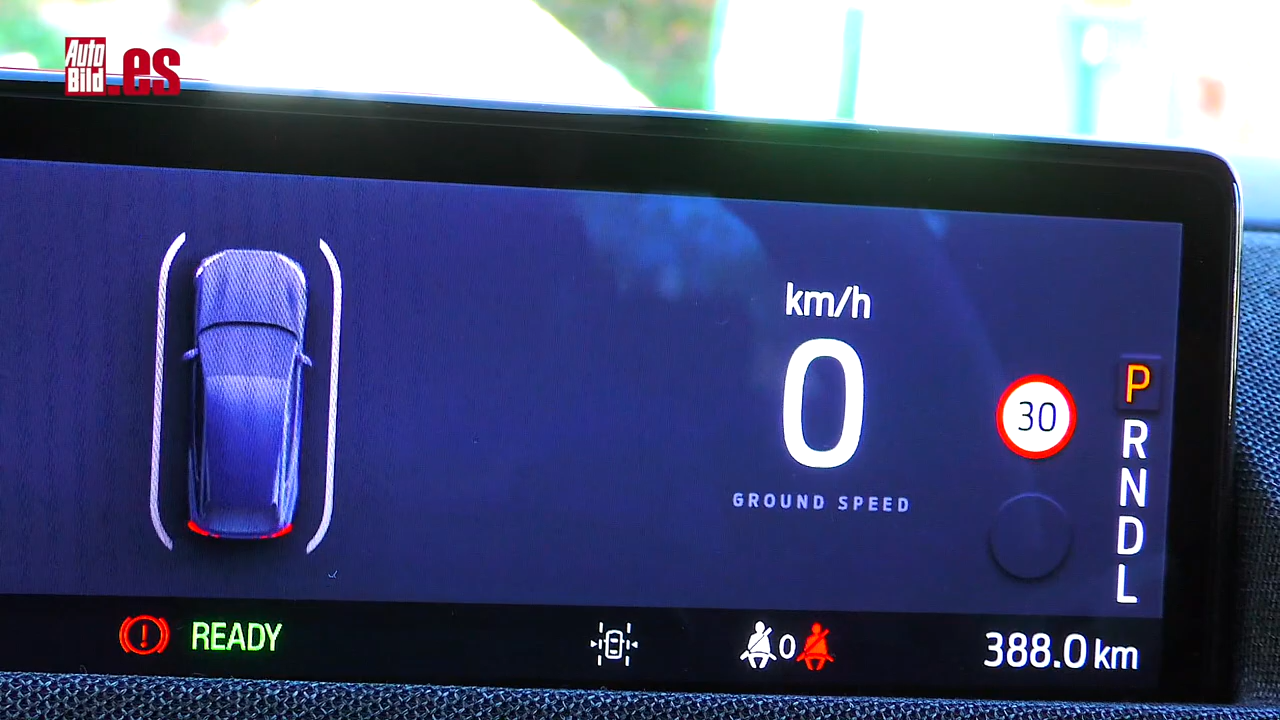 Auto
Bild.es
km/h
0
GROUND SPEED
30
P
R
N
D
L
! READY
0
388.0 km